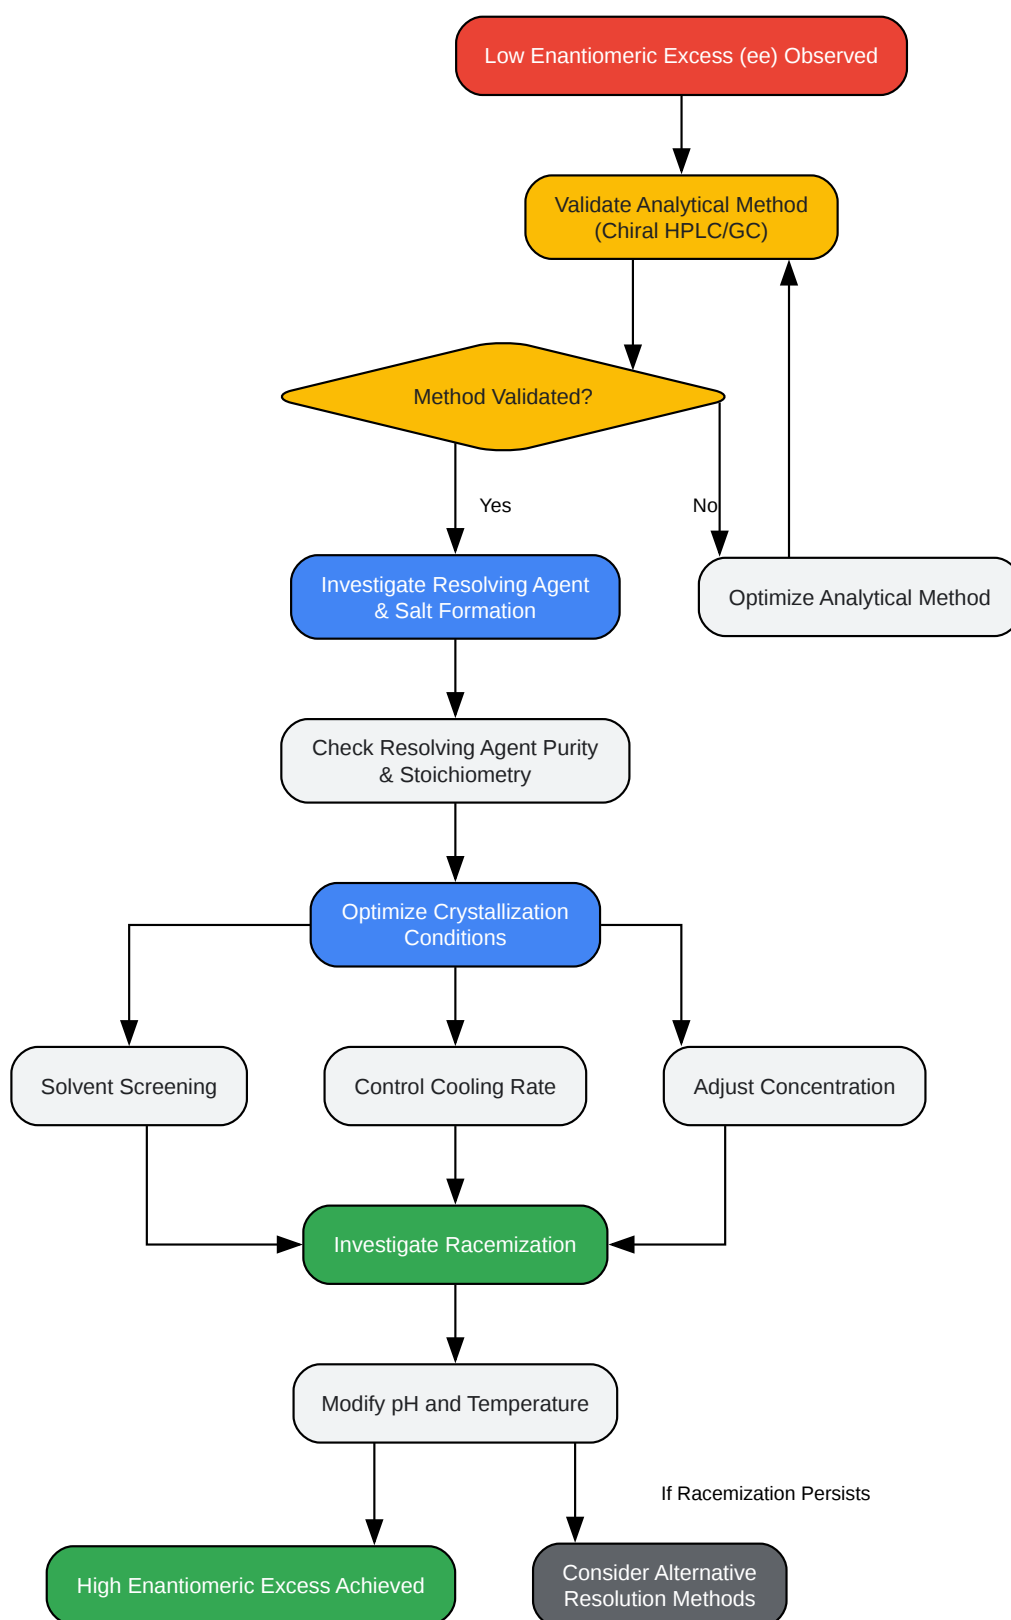 Low Enantiomeric Excess (ee) Observed
Validate Analytical Method
(Chiral HPLC/GC)
Method Validated?
Yes
No
Investigate Resolving Agent
& Salt Formation
Optimize Analytical Method
Check Resolving Agent Purity
& Stoichiometry
Optimize Crystallization
Conditions
Solvent Screening
Control Cooling Rate
Adjust Concentration
Investigate Racemization
Modify pH and Temperature
If Racemization Persists
High Enantiomeric Excess Achieved
Consider Alternative
Resolution Methods